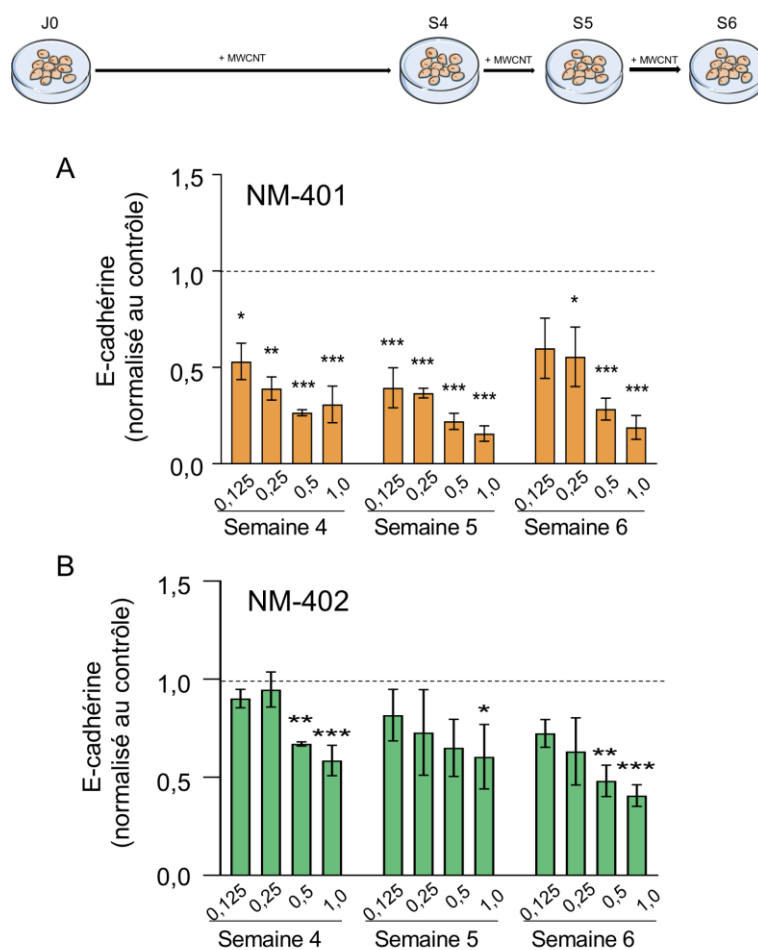 J0 S4 S5 S6
+ MWCNT + MWCNT + MWCNT
A
NM-401
E-cadhérine
(normalisé au contrôle)
1,5
1,0
0,5
0,0
* ** *** ***
*** *** *** ***
* *** ***
0,125 0,25 0,5 1,0 0,125 0,25 0,5 1,0 0,125 0,25 0,5 1,0
Semaine 4 Semaine 5 Semaine 6
B
NM-402
E-cadhérine
(normalisé au contrôle)
1,5
1,0
0,5
0,0
** ***
*
** ***
0,125 0,25 0,5 1,0 0,125 0,25 0,5 1,0 0,125 0,25 0,5 1,0
Semaine 4 Semaine 5 Semaine 6